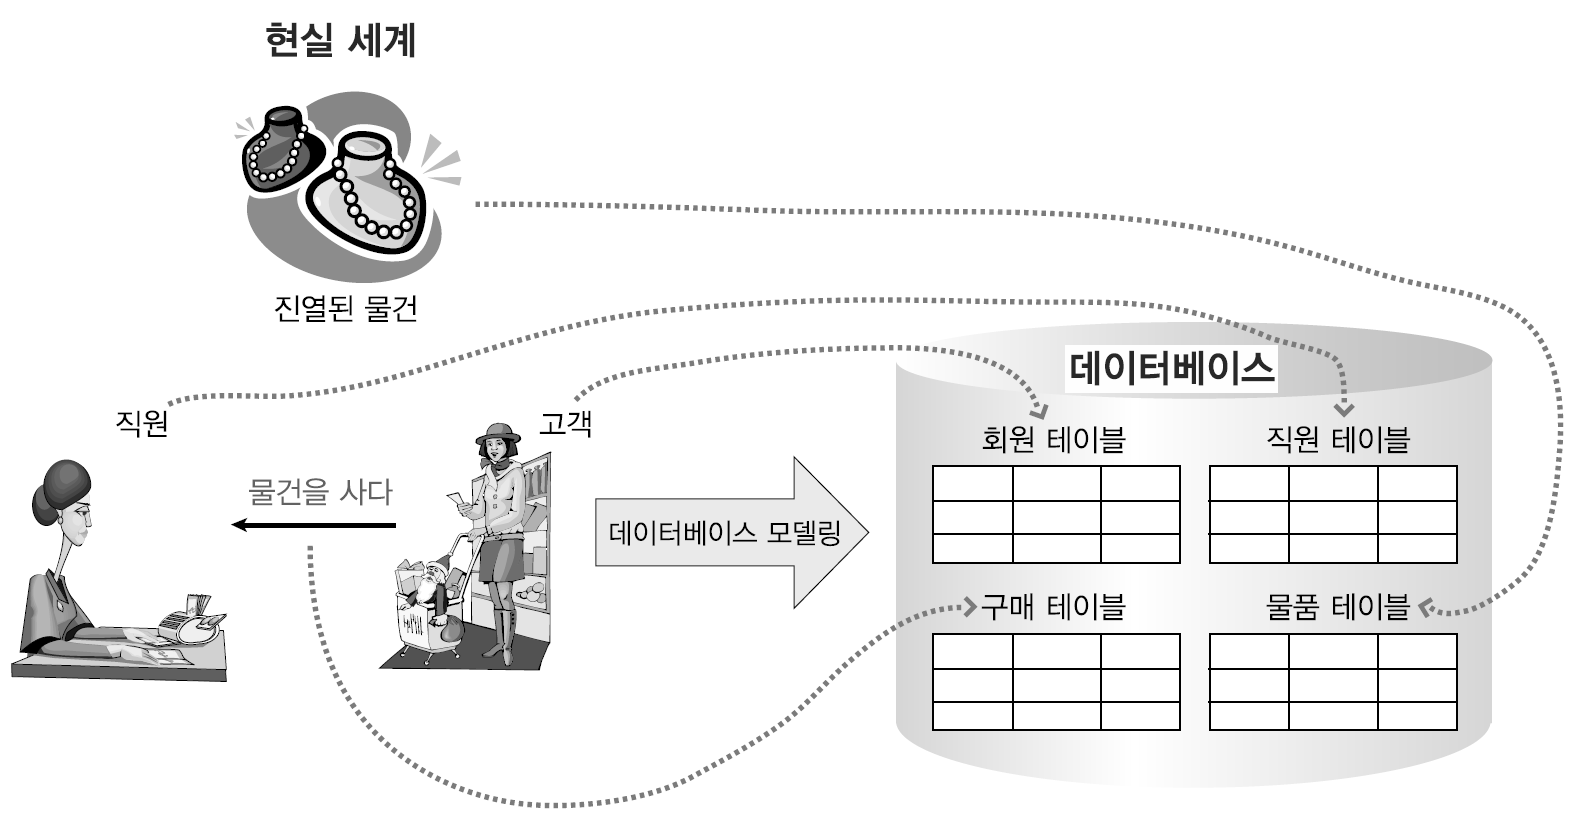 현실 세계
진열된 물건
직원
고객
물건을 사다
데이터베이스 모델링
데이터베이스
회원 테이블
직원 테이블
구매 테이블
물품 테이블